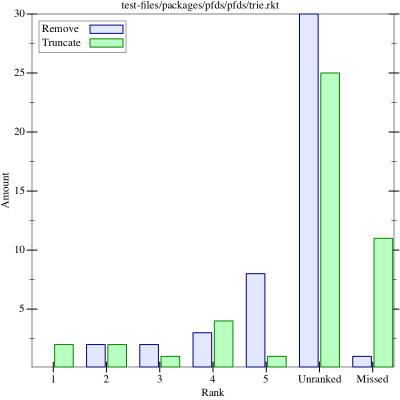 test-files/packages/pfds/pfds/trie.rkt
Remove
Truncate
30
25
20
15
10
5
Amount
1 2 3 4 5 Unranked Missed
Rank